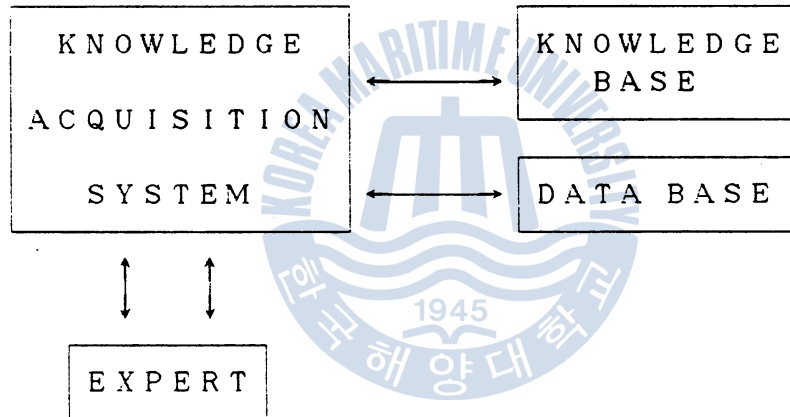 KNOWLEDGE
ACQUISITION
SYSTEM
KNOWLEDGE
BASE
DATA BASE
EXPERT
KOREA MARITIME UNIVERSITY
1945
한국해양대학교